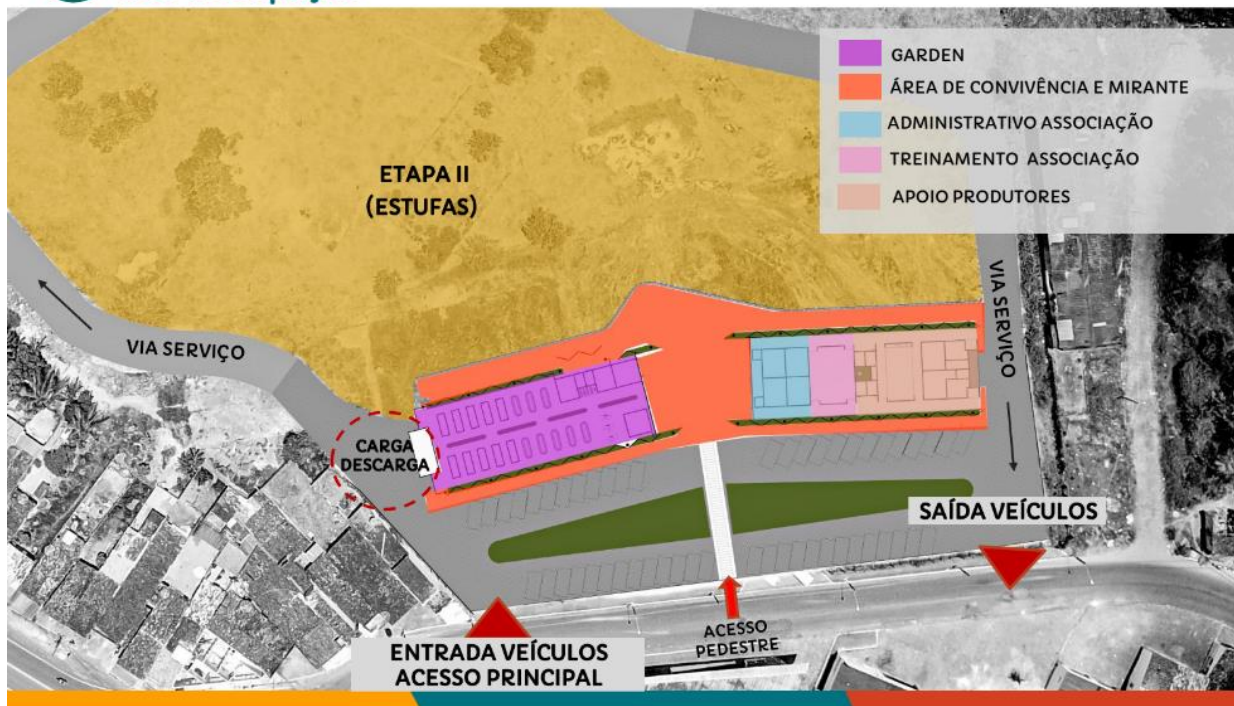 GARDEN
ÁREA DE CONVIVÊNCIA E MIRANTE
ADMINISTRATIVO ASSOCIAÇÃO
TREINAMENTO ASSOCIAÇÃO
APOIO PRODUTORES
ETAPA II
(ESTUFAS)
VIA SERVIÇO
VIA SERVIÇO
CARGA
DESCARGA
SAÍDA VEÍCULOS
ENTRADA VEÍCULOS
ACESSO PRINCIPAL
ACESSO
PEDESTRE